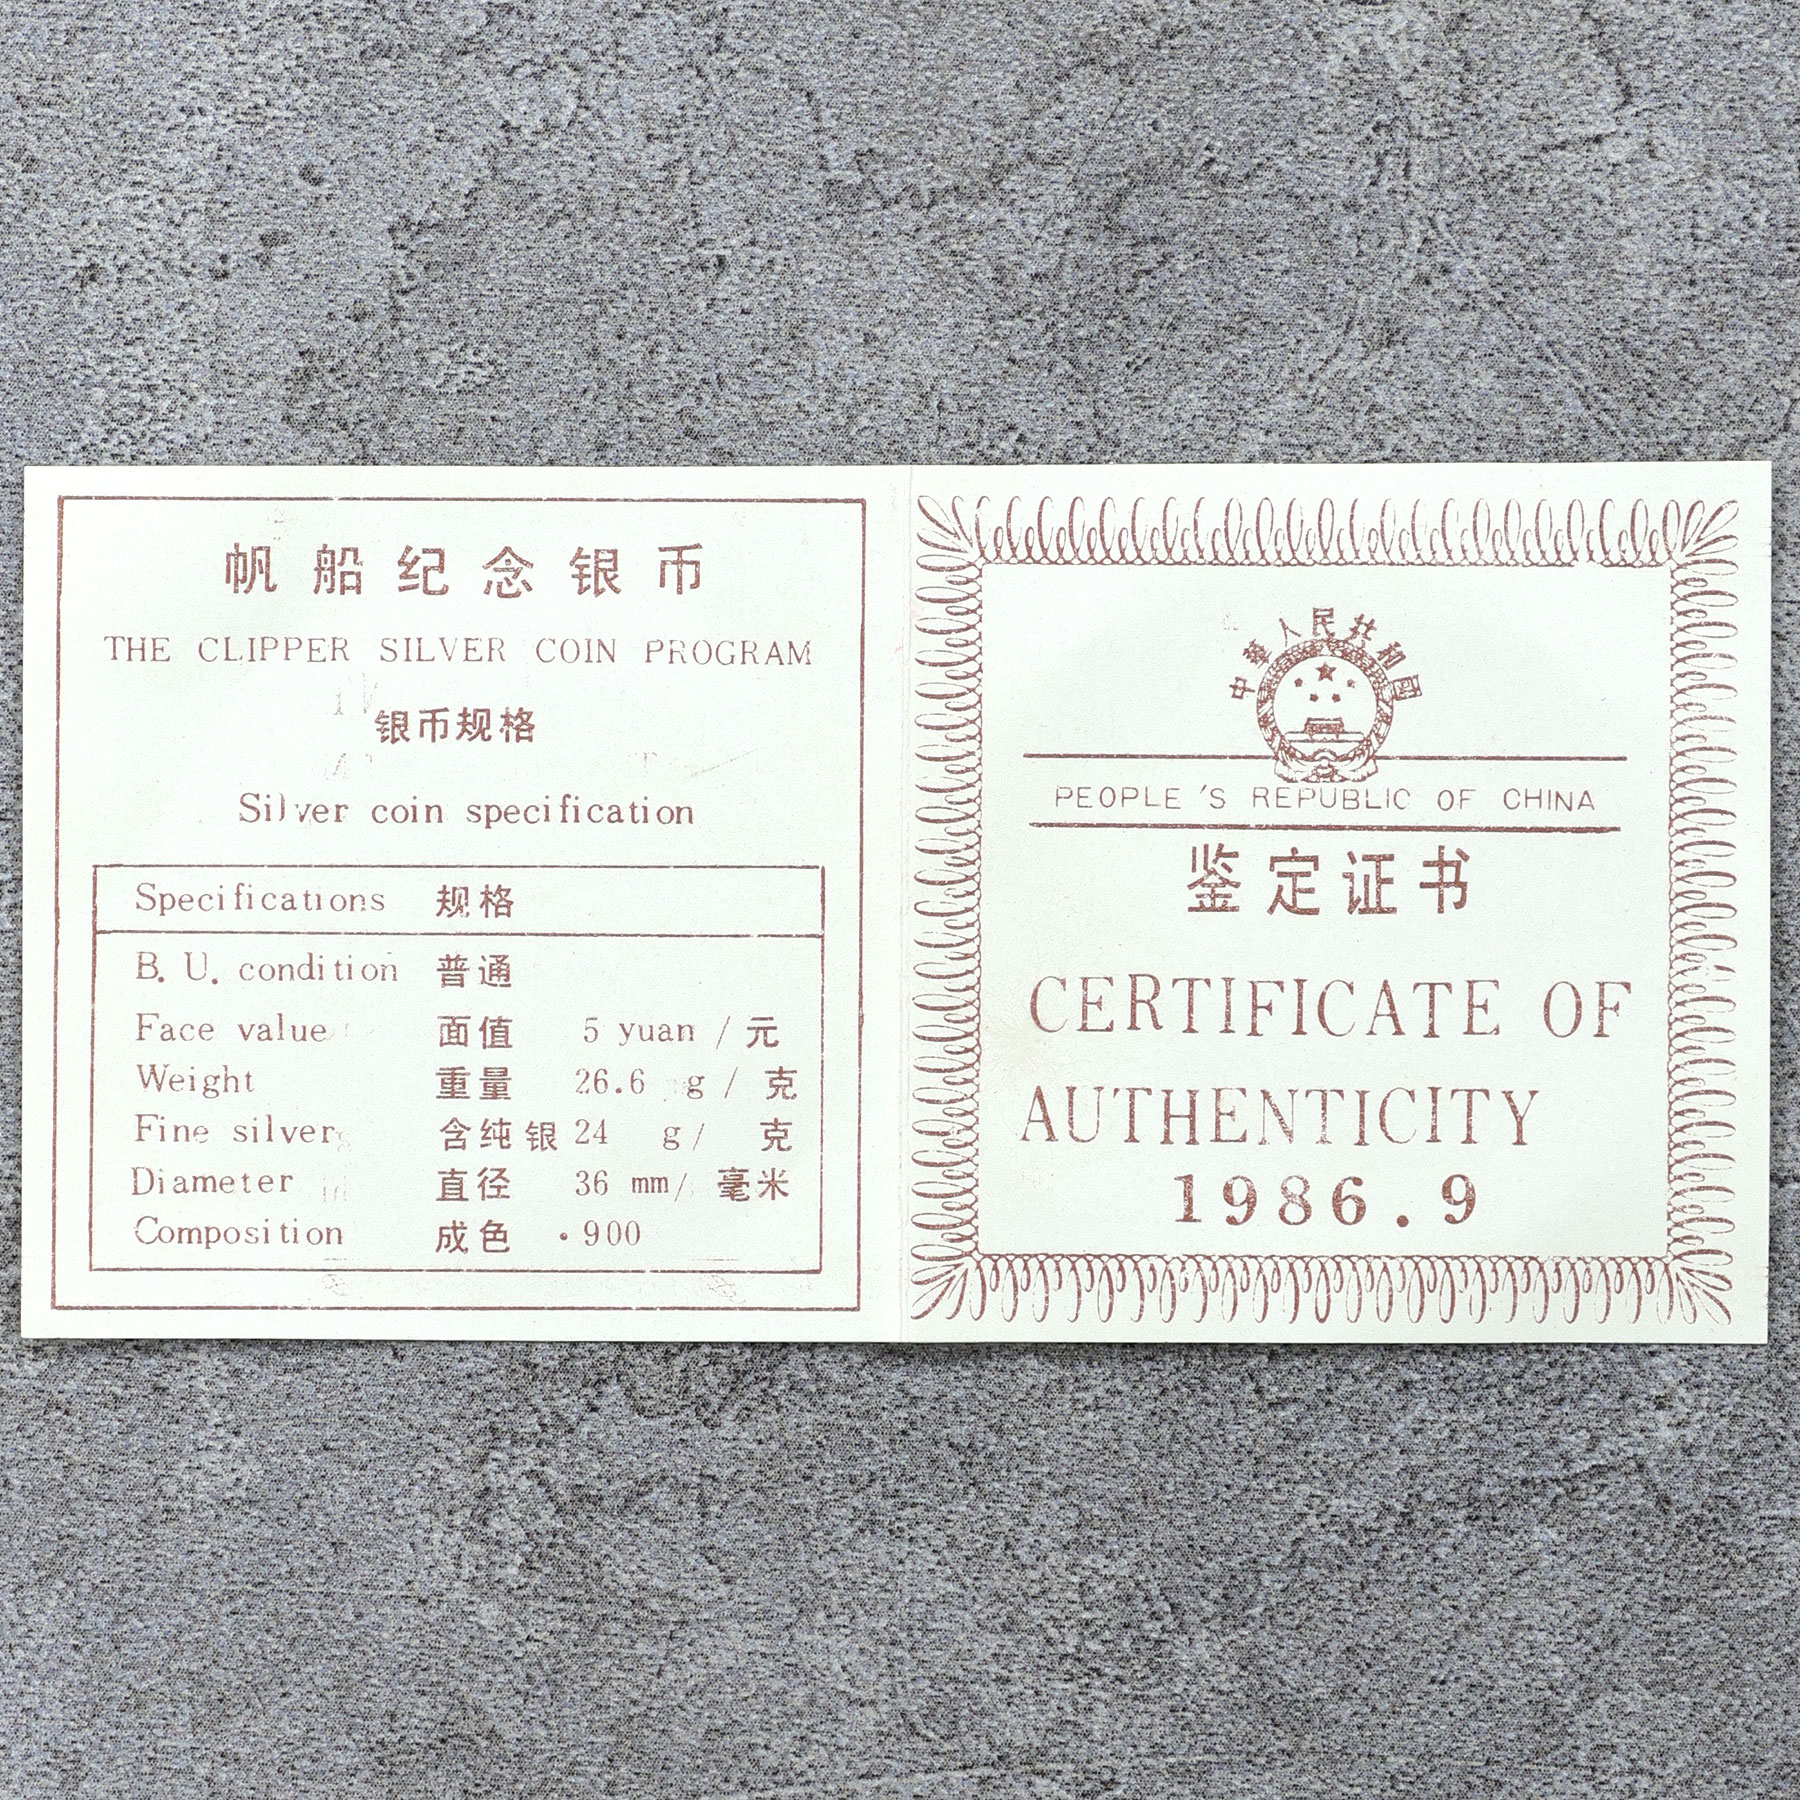 帆船纪念银币
THE CLIPPER SILVER COIN PROGRAM
银币规格
Silver coin specification
Specifications 规格
B. U. condition 普通
Face value 面值 5 yuan / 元
Weight 重量 26.6 g / 克
Fine silver 含纯银 24 g / 克
Diameter 直径 36 mm / 毫米
Composition 成色 .900
中华人民共和國
PEOPLE 'S REPUBLIC OF CHINA
鉴定证书
CERTIFICATE OF
AUTHENTICITY
1986.9